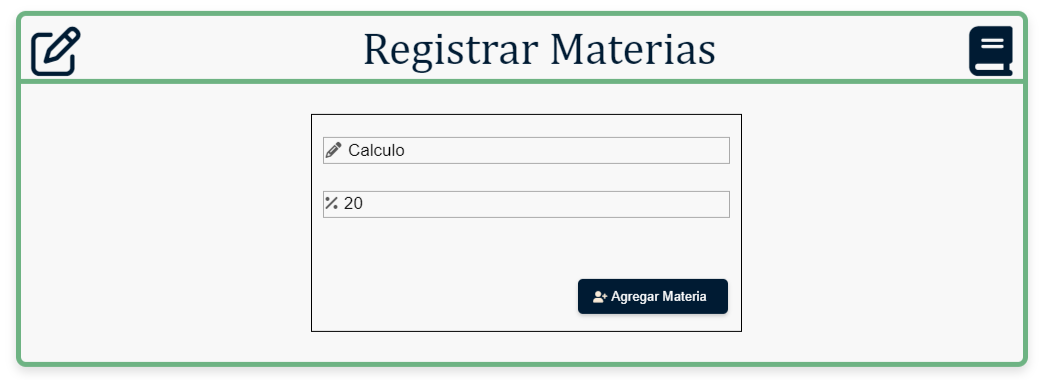 Registrar Materias
Calculo
20
Agregar Materia